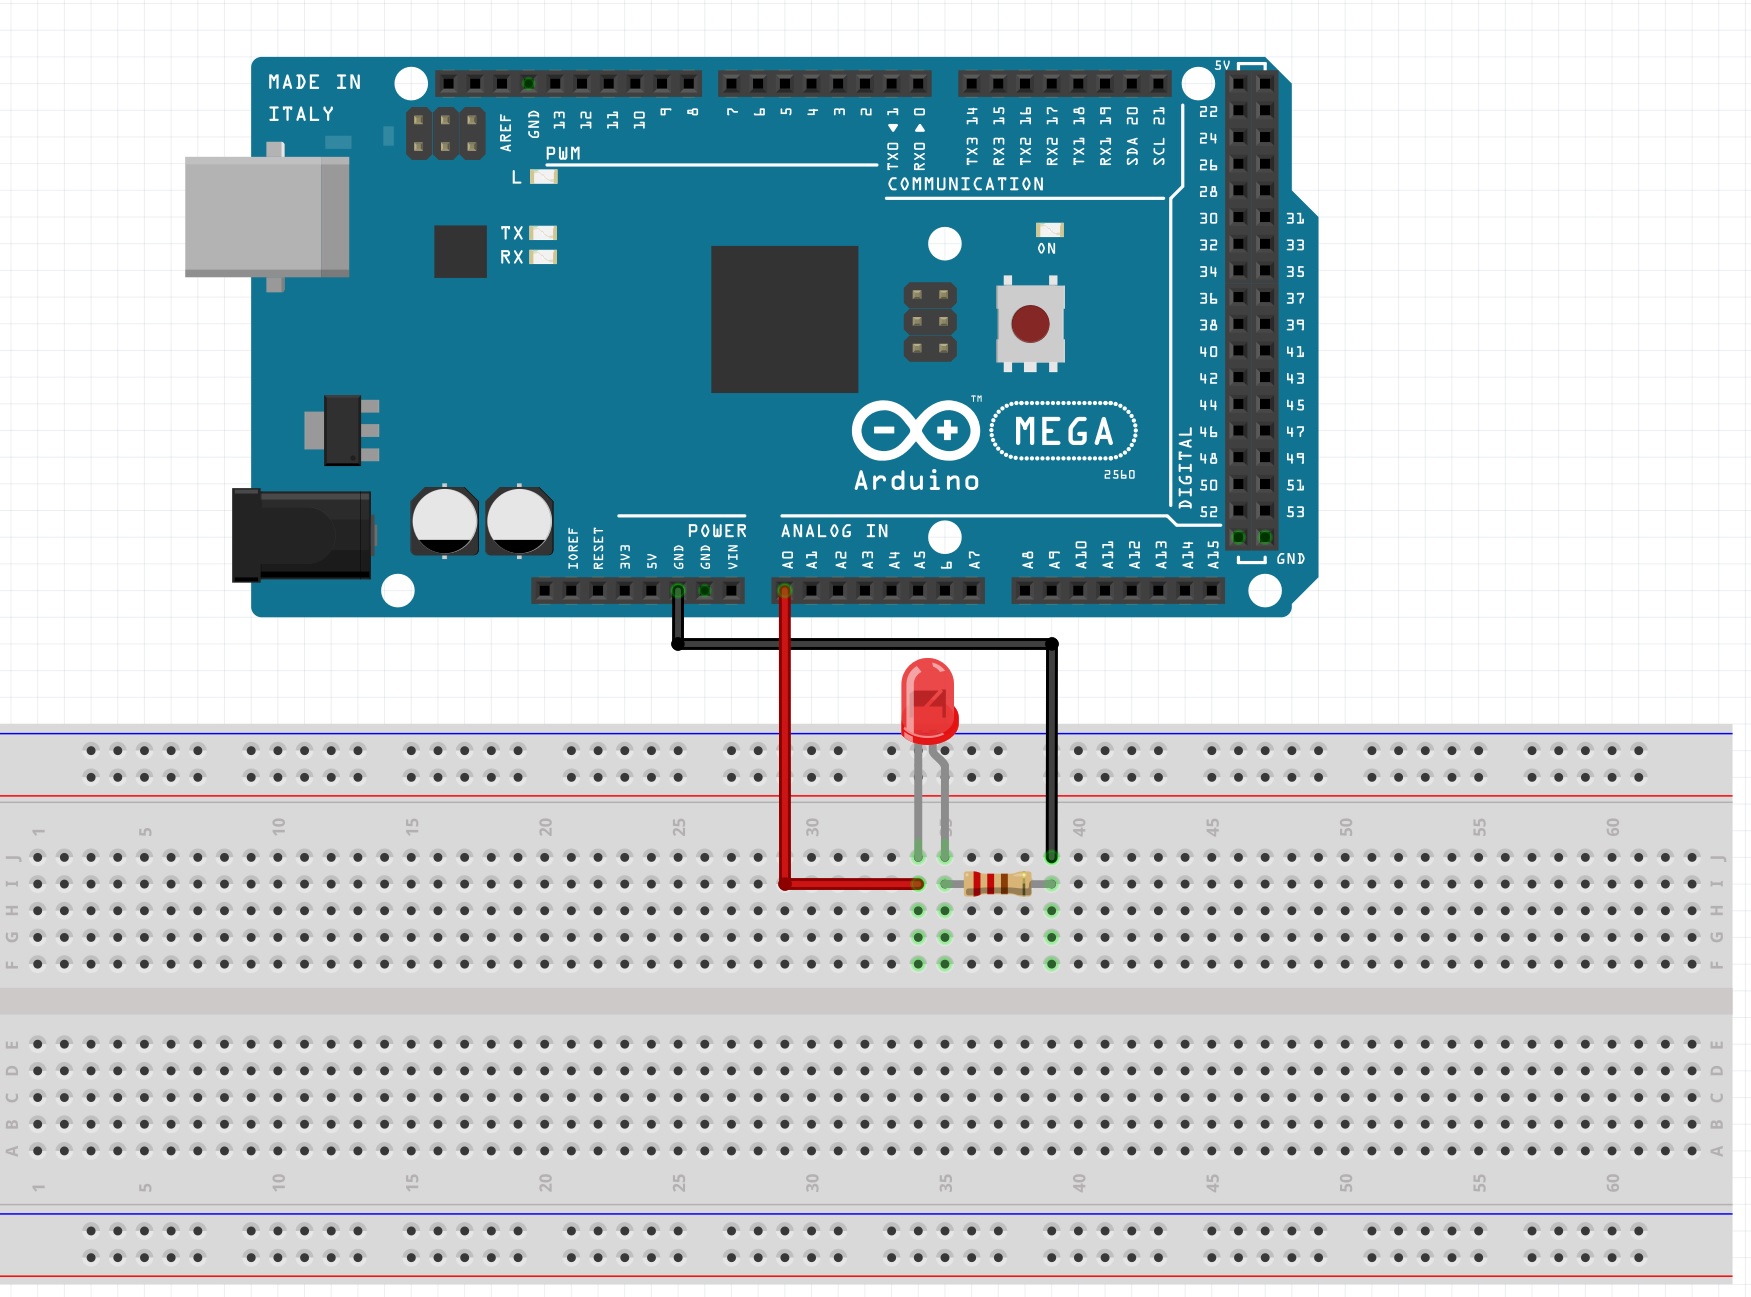 MADE IN
ITALY
5V
AREF
GND
13
12
11
10
9
8
7
6
5
4
3
2
TX0 1
RX0 0
TX3 14
RX3 15
TX2 16
RX2 17
TX1 18
RX1 19
SDA 20
SCL 21
PWM
COMMUNICATION
L
TX
RX
ON
22
24
26
28
30 31
32 33
34 35
36 37
38 39
40 41
42 43
44 45
46 47
48 49
50 51
52 53
DIGITAL
GND
TM
MEGA
Arduino
2560
POWER
ANALOG IN
IOREF
RESET
3V3
5V
GND
GND
VIN
A0
A1
A2
A3
A4
A5
6
A7
A8
A9
A10
A11
A12
A13
A14
A15
1 5 10 15 20 25 30 35 40 45 50 55 60
J J
I I
H H
G G
F F
E E
D D
C C
B B
A A
1 5 10 15 20 25 30 35 40 45 50 55 60